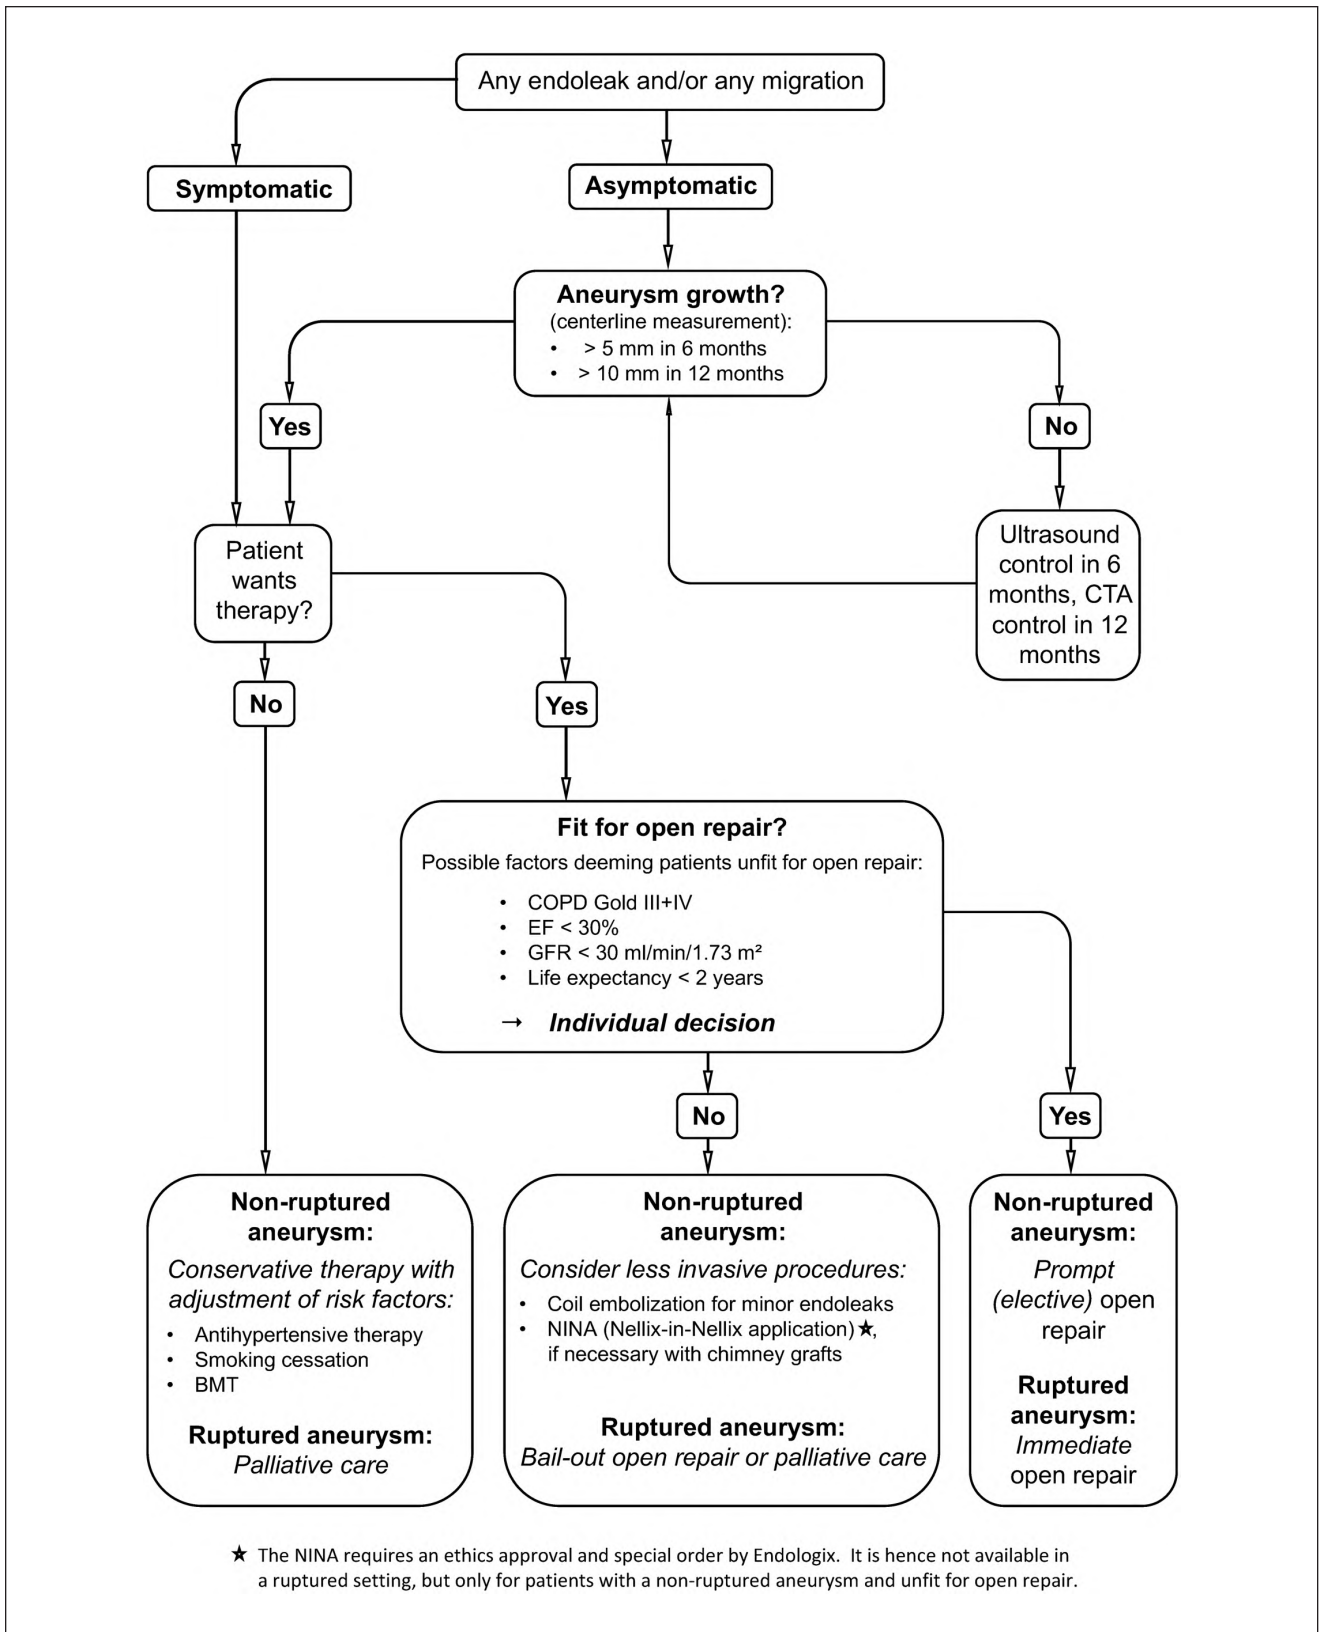 Any endoleak and/or any migration
Symptomatic
Asymptomatic
Aneurysm growth?
(centerline measurement):
• > 5 mm in 6 months
• > 10 mm in 12 months
Yes
No
Ultrasound
control in 6
months, CTA
control in 12
months
Patient
wants
therapy?
No
Yes
Fit for open repair?
Possible factors deeming patients unfit for open repair:
• COPD Gold III+IV
• EF < 30%
• GFR < 30 ml/min/1.73 m²
• Life expectancy < 2 years
→ Individual decision
No
Yes
Non-ruptured
aneurysm:
Conservative therapy with
adjustment of risk factors:
• Antihypertensive therapy
• Smoking cessation
• BMT
Ruptured aneurysm:
Palliative care
Non-ruptured
aneurysm:
Consider less invasive procedures:
• Coil embolization for minor endoleaks
• NINA (Nellix-in-Nellix application)★,
if necessary with chimney grafts
Ruptured aneurysm:
Bail-out open repair or palliative care
Non-ruptured
aneurysm:
Prompt
(elective) open
repair
Ruptured
aneurysm:
Immediate
open repair
★ The NINA requires an ethics approval and special order by Endologix. It is hence not available in
a ruptured setting, but only for patients with a non-ruptured aneurysm and unfit for open repair.